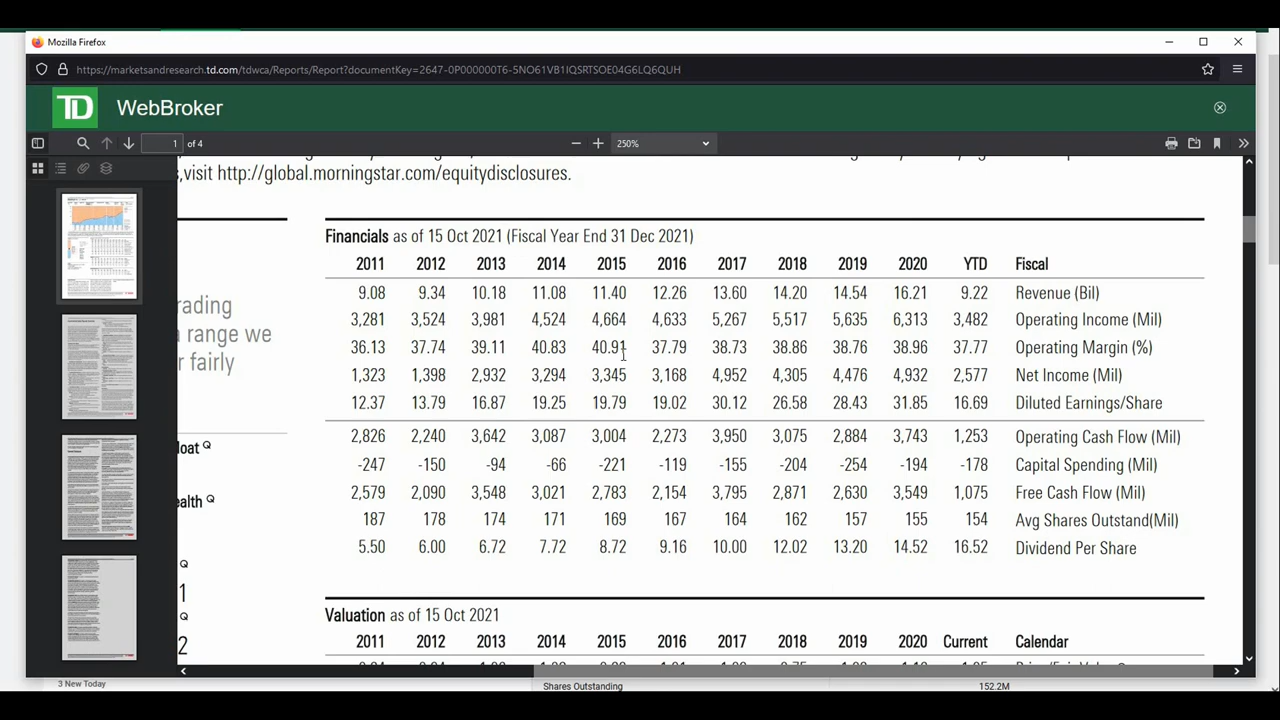 Mozilla Firefox
https://marketsandresearch.td.com/tdwca/Reports/Report?documentKey=2647-0P000000T6-5NO61VB1IQSRTSOE04G6LQ6QUH
TD WebBroker
1 of 4 250%
s,visit http://global.morningstar.com/equitydisclosures.
Financials as of 15 Oct 2021 (Fiscal Year End 31 Dec 2021)
2011 2012 2013 2014 2015 2016 2017 2018 2019 2020 YTD Fiscal
9.08 9.34 10.18 11.08 11.40 12.26 13.60 14.20 14.54 16.21 9.22 Revenue (Bil)
3,281 3,524 3,981 4,524 4,664 4,633 5,267 5,517 5,635 6,313 3,482 Operating Income (Mil)
36.13 37.74 39.11 40.83 40.91 37.79 38.73 38.86 38.76 38.96 37.77 Operating Margin (%)
2,932 3,294 3,345 3,168 4,952 4,305 4,476 4,932 2,577 Net Income (Mil)
12.37 13.79 16.87 19.25 19.79 19.02 30.12 26.58 28.43 31.85 16.69 Diluted Earnings/Share
2,826 2,240 3,642 3,087 3,004 2,273 3,950 3,075 2,884 3,743 1,253 Operating Cash Flow (Mil)
-247 -150 -94 -66 -221 -119 -155 -204 -254 -194 -178 Capital Spending (Mil)
2,579 2,090 3,548 3,021 2,783 2,154 3,795 2,871 2,630 3,549 1,075 Free Cash Flow (Mil)
187 178 174 171 169 167 164 162 157 155 154 Avg Shares Outstand(Mil)
5.50 6.00 6.72 7.72 8.72 9.16 10.00 12.02 13.20 14.52 16.52 Dividend Per Share
Valuation as of 15 Oct 2021
2011 2012 2013 2014 2015 2016 2017 2018 2019 2020 Current Calendar
rading
a range we
r fairly
loat Q
ealth Q
Q
1
Q
2
3 New Today
Shares Outstanding 152.2M